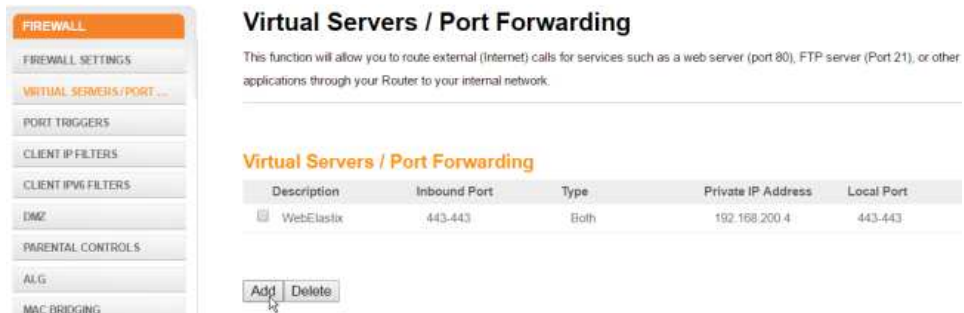 FIREWALL
FIREWALL SETTINGS
VIRTUAL SERVERS / PORT ...
PORT TRIGGERS
CLIENT IP FILTERS
CLIENT IPV6 FILTERS
DMZ
PARENTAL CONTROLS
ALG
MAC BRIDGING
Virtual Servers / Port Forwarding
This function will allow you to route external (Internet) calls for services such as a web server (port 80), FTP server (Port 21), or other
applications through your Router to your internal network.
Virtual Servers / Port Forwarding
Description Inbound Port Type Private IP Address Local Port
WebElastix 443-443 Both 192.168.200.4 443-443
Add Delete